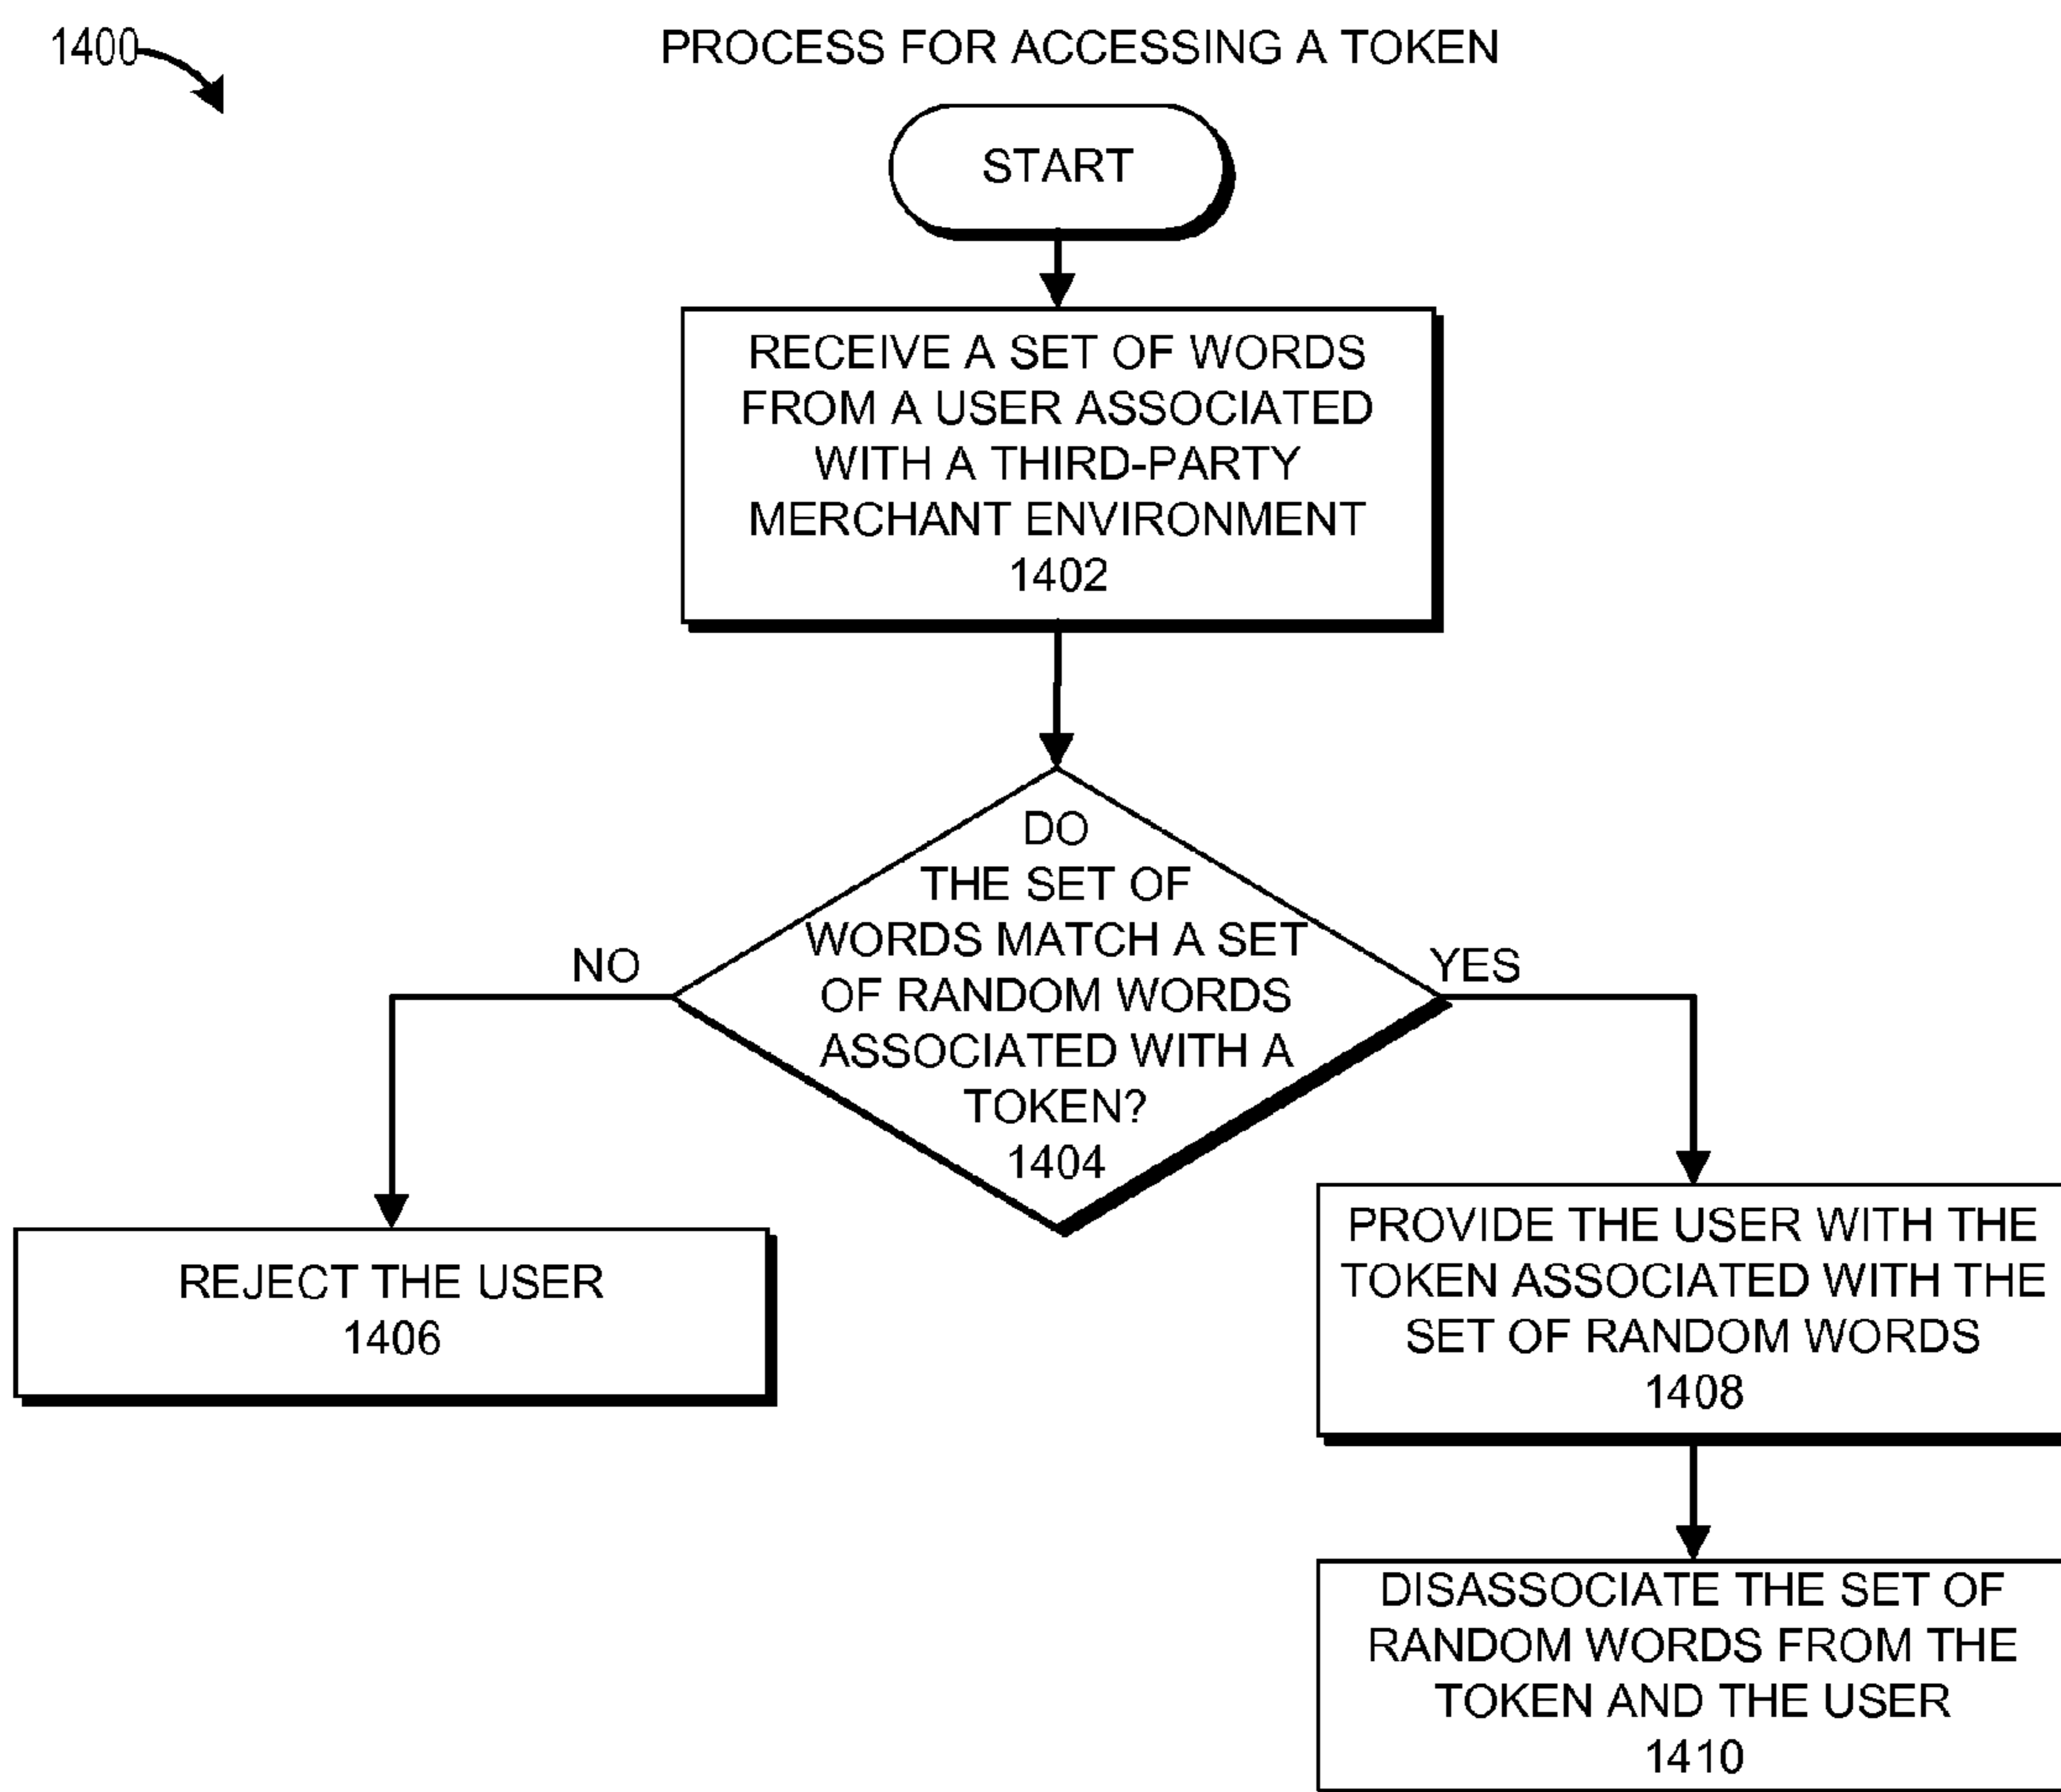 1400
PROCESS FOR ACCESSING A TOKEN
START
RECEIVE A SET OF WORDS
FROM A USER ASSOCIATED
WITH A THIRD-PARTY
MERCHANT ENVIRONMENT
1402
DO
THE SET OF
WORDS MATCH A SET
OF RANDOM WORDS
ASSOCIATED WITH A
TOKEN?
1404
NO
YES
REJECT THE USER
1406
PROVIDE THE USER WITH THE
TOKEN ASSOCIATED WITH THE
SET OF RANDOM WORDS
1408
DISASSOCIATE THE SET OF
RANDOM WORDS FROM THE
TOKEN AND THE USER
1410